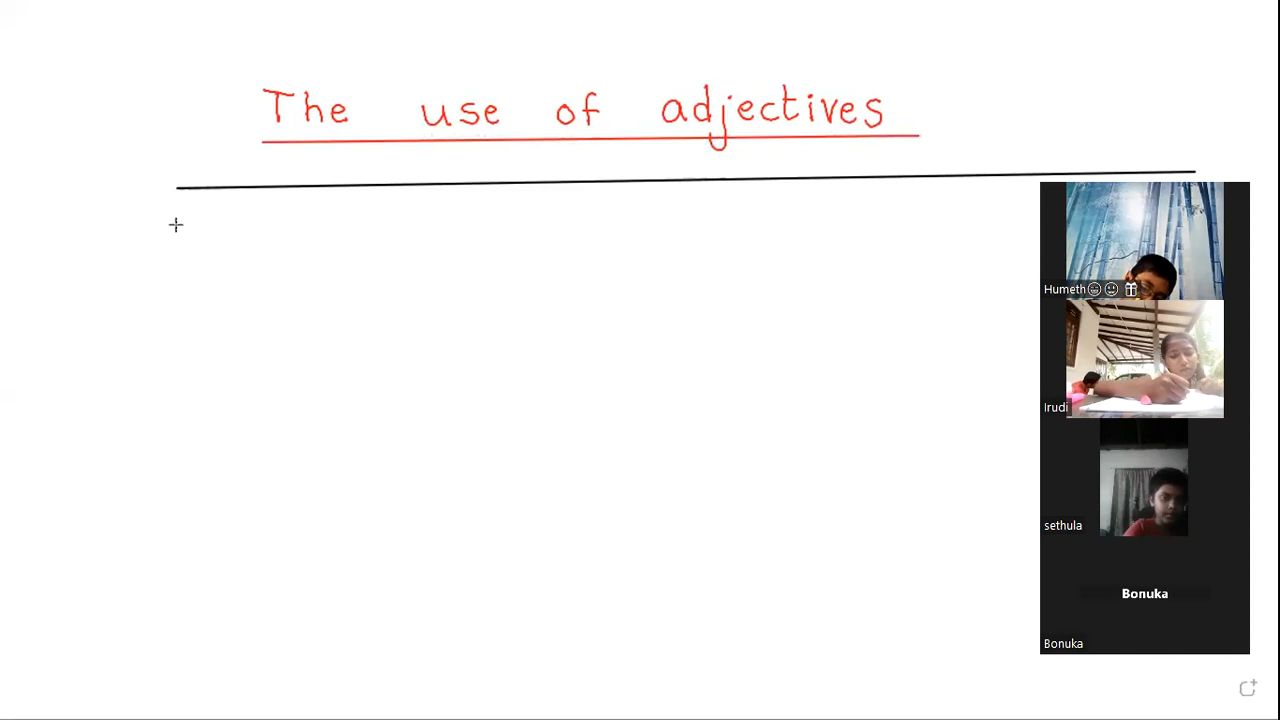 The use of adjectives
Humeth😄😃 🎁
Irudi
sethula
Bonuka
Bonuka